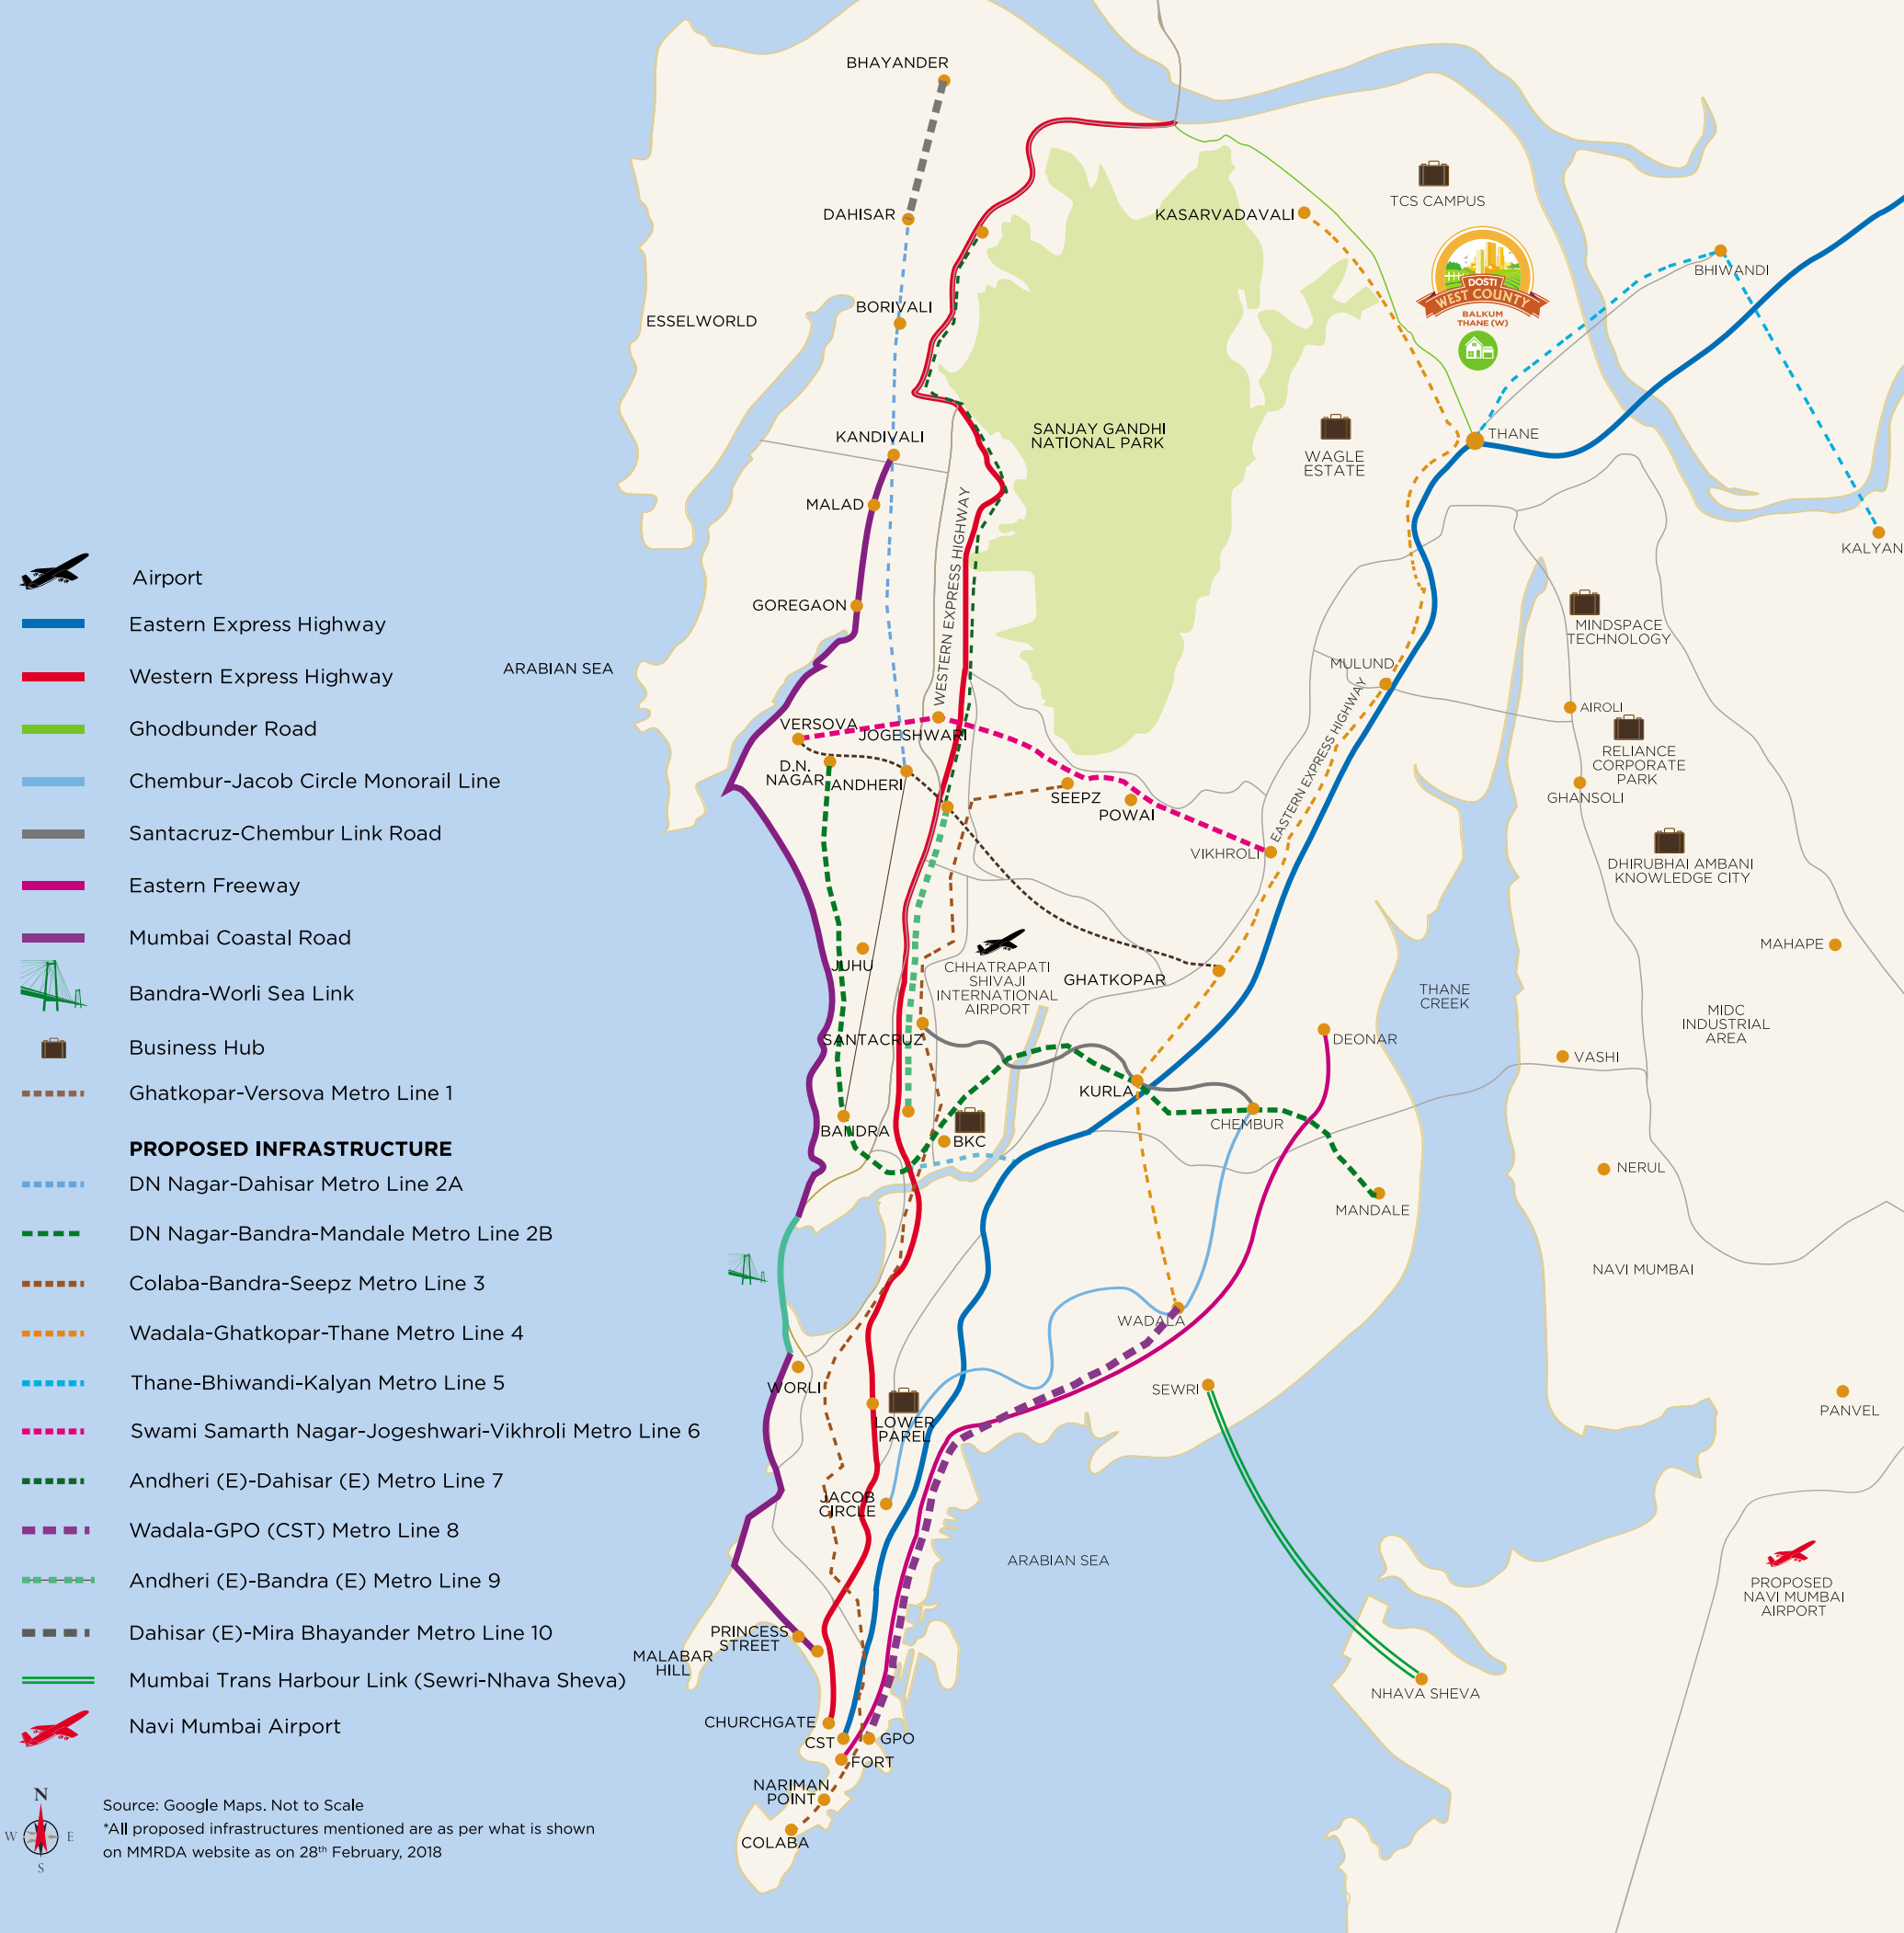 BHAYANDER
DAHISAR
KASARVADAVALI
TCS CAMPUS
BHIWANDI
DOSTI
WEST COUNTY
BALKUM
THANE (W)
BORIVALI
ESSELWORLD
KANDIVALI
SANJAY GANDHI
NATIONAL PARK
THANE
WAGLE
ESTATE
MALAD
KALYAN
WESTERN EXPRESS HIGHWAY
GOREGAON
MINDSPACE
TECHNOLOGY
ARABIAN SEA
MULUND
EASTERN EXPRESS HIGHWAY
AIROLI
VERSOVA
JOGESHWARI
RELIANCE
CORPORATE
PARK
D.N.
NAGAR
ANDHERI
SEEPZ
POWAI
GHANSOLI
VIKHROLI
DHIRUBHAI AMBANI
KNOWLEDGE CITY
MAHAPE
JUHU
CHHATRAPATI
SHIVAJI
INTERNATIONAL
AIRPORT
GHATKOPAR
THANE
CREEK
MIDC
INDUSTRIAL
AREA
SANTACRUZ
DEONAR
VASHI
KURLA
CHEMBUR
BANDRA
BKC
NERUL
MANDALE
NAVI MUMBAI
WADALA
WORLI
SEWRI
PANVEL
LOWER
PAREL
JACOB
CIRCLE
ARABIAN SEA
PROPOSED
NAVI MUMBAI
AIRPORT
PRINCESS
STREET
MALABAR
HILL
NHAVA SHEVA
CHURCHGATE
CST
GPO
FORT
NARIMAN
POINT
COLABA
Airport
Eastern Express Highway
Western Express Highway
Ghodbunder Road
Chembur-Jacob Circle Monorail Line
Santacruz-Chembur Link Road
Eastern Freeway
Mumbai Coastal Road
Bandra-Worli Sea Link
Business Hub
Ghatkopar-Versova Metro Line 1
PROPOSED INFRASTRUCTURE
DN Nagar-Dahisar Metro Line 2A
DN Nagar-Bandra-Mandale Metro Line 2B
Colaba-Bandra-Seepz Metro Line 3
Wadala-Ghatkopar-Thane Metro Line 4
Thane-Bhiwandi-Kalyan Metro Line 5
Swami Samarth Nagar-Jogeshwari-Vikhroli Metro Line 6
Andheri (E)-Dahisar (E) Metro Line 7
Wadala-GPO (CST) Metro Line 8
Andheri (E)-Bandra (E) Metro Line 9
Dahisar (E)-Mira Bhayander Metro Line 10
Mumbai Trans Harbour Link (Sewri-Nhava Sheva)
Navi Mumbai Airport
N
W E
S
Source: Google Maps. Not to Scale
*All proposed infrastructures mentioned are as per what is shown
on MMRDA website as on 28th February, 2018